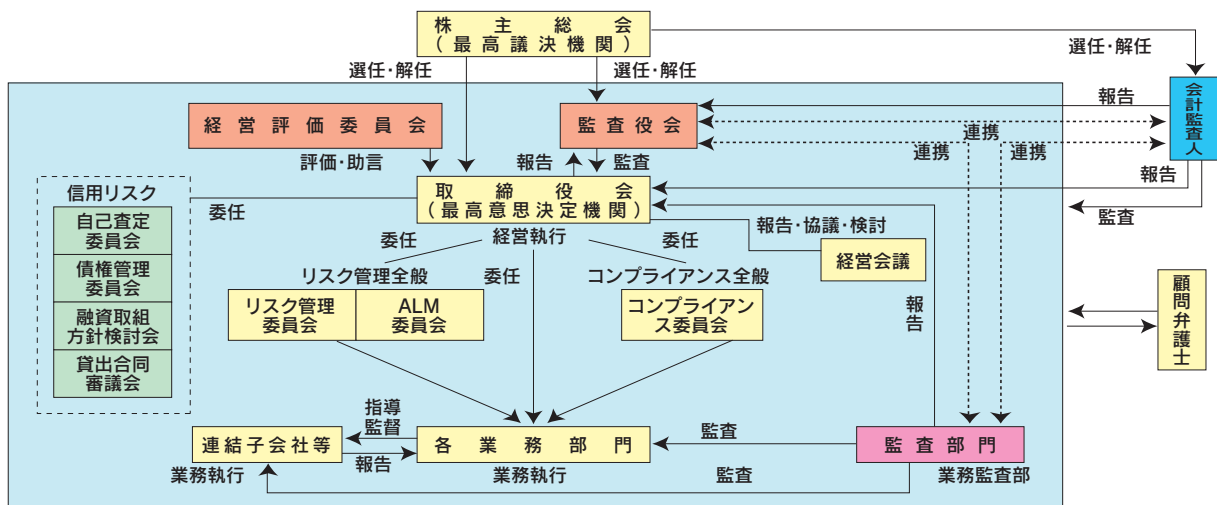 株主総会
(最高議決機関)
選任・解任
選任・解任
選任・解任
経営評価委員会
監査役会
会計監査人
報告
連携
連携
連携
評価・助言
報告
監査
報告
監査
信用リスク
自己査定
委員会
債権管理
委員会
融資取組
方針検討会
貸出合同
審議会
委任
取締役会
(最高意思決定機関)
経営執行
報告・協議・検討
経営会議
委任
委任
委任
リスク管理全般
コンプライアンス全般
リスク管理
委員会
ALM
委員会
コンプライアン
ス委員会
報告
顧問弁護士
指導
監督
連結子会社等
報告
業務執行
各業務部門
業務執行
監査
監査
監査部門
業務監査部